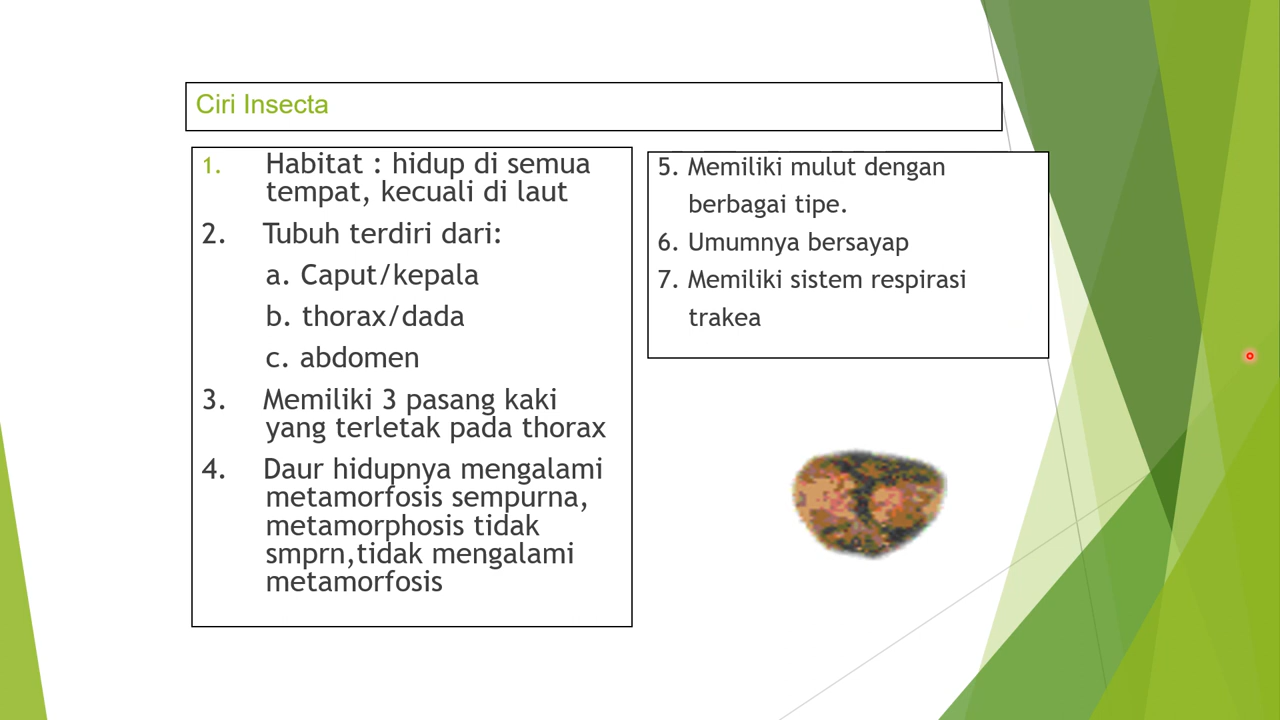 Ciri Insecta
1. Habitat : hidup di semua
tempat, kecuali di laut
2. Tubuh terdiri dari:
a. Caput/kepala
b. thorax/dada
c. abdomen
3. Memiliki 3 pasang kaki
yang terletak pada thorax
4. Daur hidupnya mengalami
metamorfosis sempurna,
metamorphosis tidak
smprn,tidak mengalami
metamorfosis
5. Memiliki mulut dengan
berbagai tipe.
6. Umumnya bersayap
7. Memiliki sistem respirasi
trakea